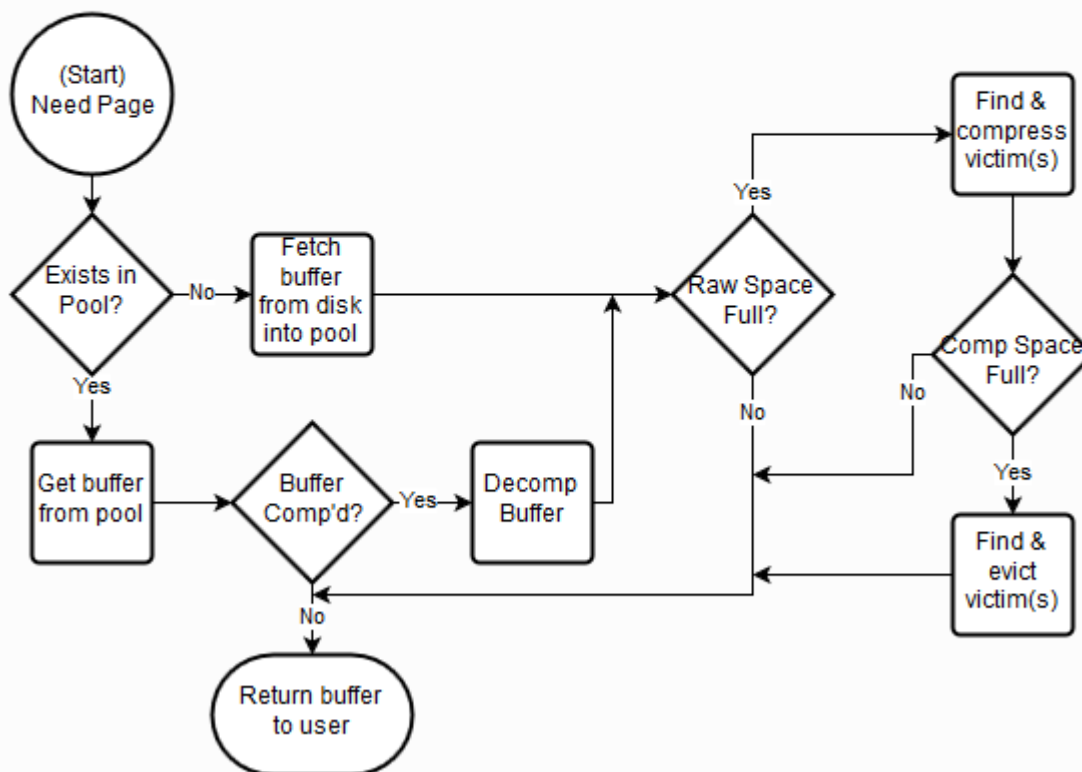 (Start)
Need Page
Exists in
Pool?
No
Fetch
buffer
from disk
into pool
Yes
Get buffer
from pool
Buffer
Comp'd?
Yes
Decomp
Buffer
No
Return buffer
to user
Raw Space
Full?
Yes
No
Find &
compress
victim(s)
Comp Space
Full?
No
Yes
Find &
evict
victim(s)